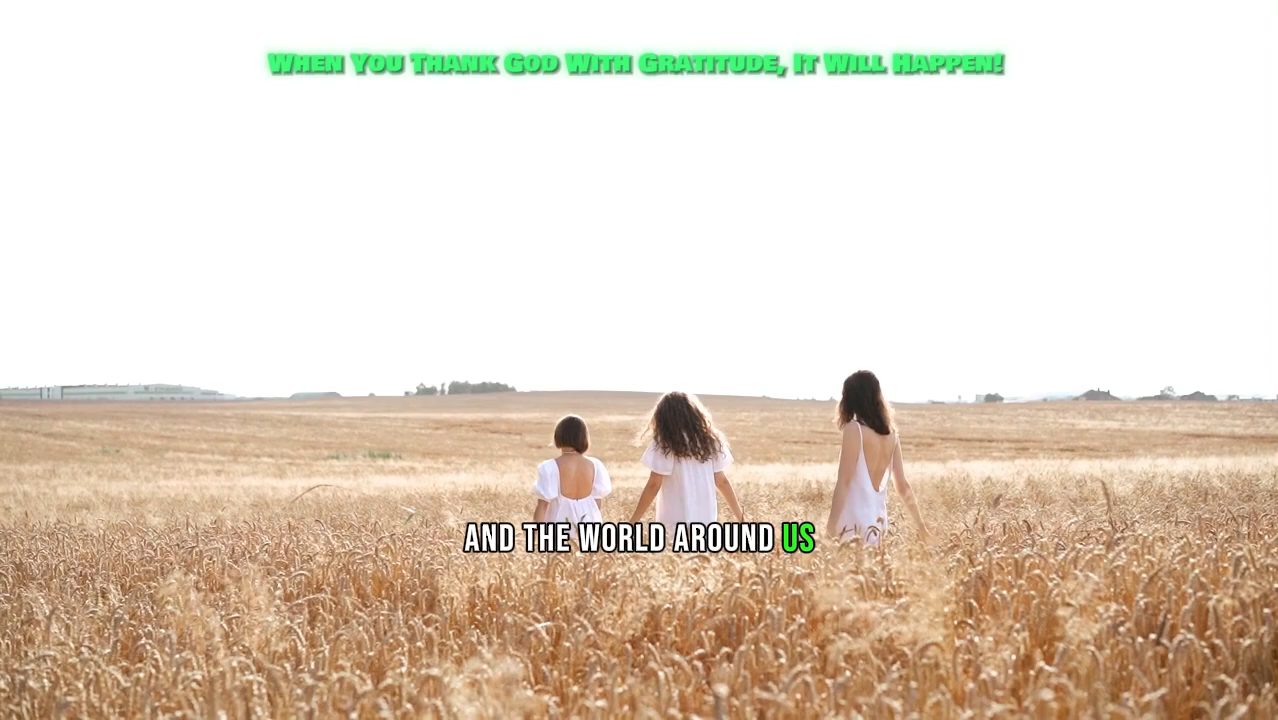 When You Thank God With Gratitude, It Will Happen!
AND THE WORLD AROUND US